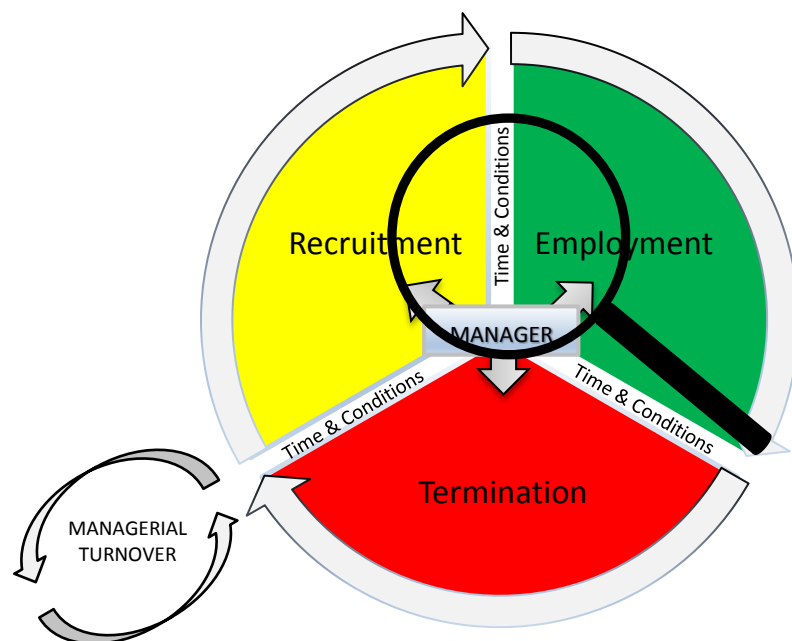 Recruitment
Time & Conditions
Employment
MANAGER
Time & Conditions
Time & Conditions
Termination
MANAGERIAL
TURNOVER